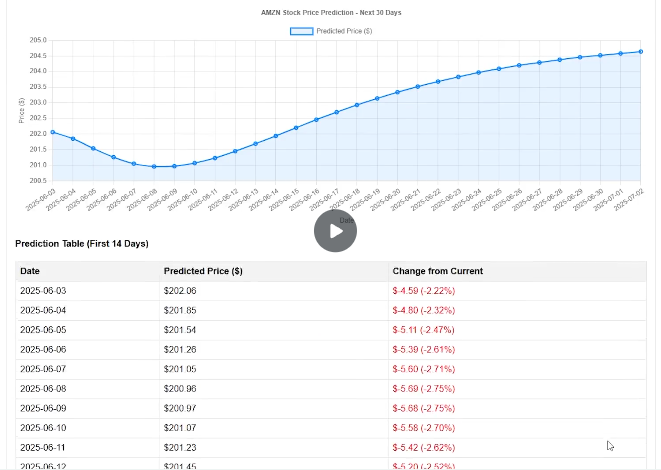 AMZN Stock Price Prediction - Next 30 Days
Predicted Price ($)
205.0
204.5
204.0
203.5
203.0
202.5
202.0
201.5
201.0
200.5
Price ($)
2025-06-03 2025-06-04 2025-06-05 2025-06-06 2025-06-07 2025-06-08 2025-06-09 2025-06-10 2025-06-11 2025-06-12 2025-06-13 2025-06-14 2025-06-15 2025-06-16 2025-06-17 2025-06-18 2025-06-19 2025-06-20 2025-06-21 2025-06-22 2025-06-23 2025-06-24 2025-06-25 2025-06-26 2025-06-27 2025-06-28 2025-06-29 2025-06-30 2025-07-01 2025-07-02
Date
Prediction Table (First 14 Days)
Date Predicted Price ($) Change from Current
2025-06-03 $202.06 $-4.59 (-2.22%)
2025-06-04 $201.85 $-4.80 (-2.32%)
2025-06-05 $201.54 $-5.11 (-2.47%)
2025-06-06 $201.26 $-5.39 (-2.61%)
2025-06-07 $201.05 $-5.60 (-2.71%)
2025-06-08 $200.96 $-5.69 (-2.75%)
2025-06-09 $200.97 $-5.68 (-2.75%)
2025-06-10 $201.07 $-5.58 (-2.70%)
2025-06-11 $201.23 $-5.42 (-2.62%)
2025-06-12 $201.45 $-5.20 (-2.52%)